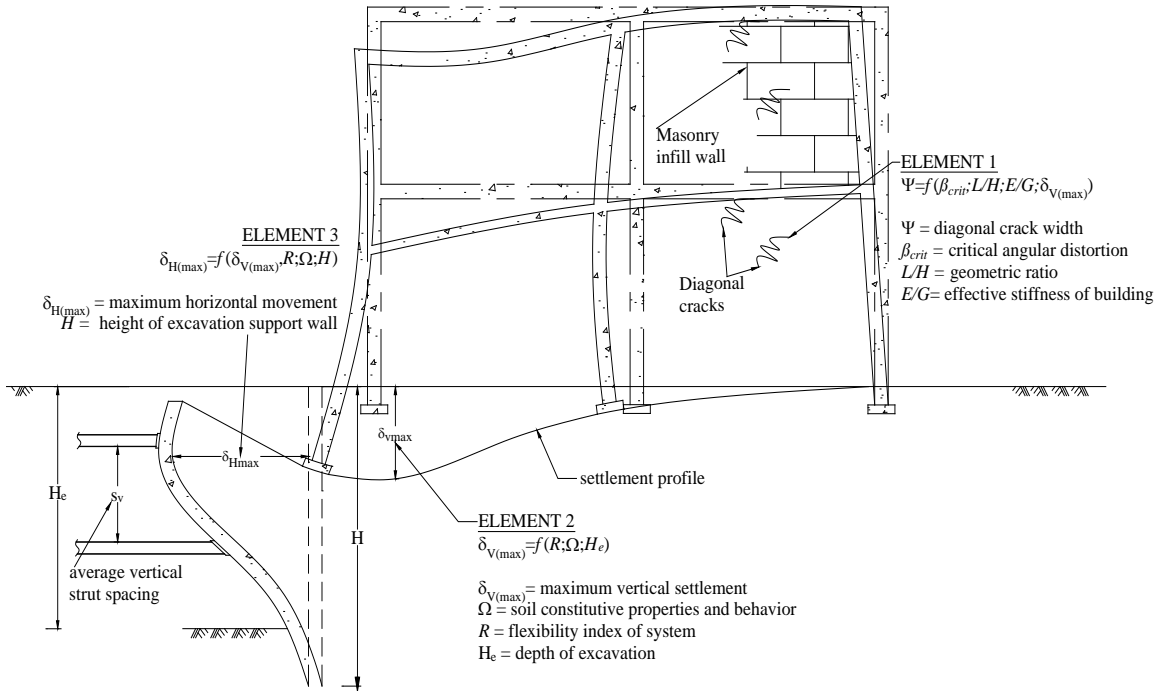 Masonry
infill wall
ELEMENT 1
Ψ=f(βcrit;L/H;E/G;δV(max))
Ψ = diagonal crack width
βcrit = critical angular distortion
L/H = geometric ratio
E/G= effective stiffness of building
Diagonal
cracks
ELEMENT 3
δH(max)=f(δV(max),R;Ω;H)
δH(max) = maximum horizontal movement
H = height of excavation support wall
δvmax
δHmax
He
sv
H
settlement profile
average vertical
strut spacing
ELEMENT 2
δV(max)=f(R;Ω;He)
δV(max)= maximum vertical settlement
Ω = soil constitutive properties and behavior
R = flexibility index of system
He = depth of excavation